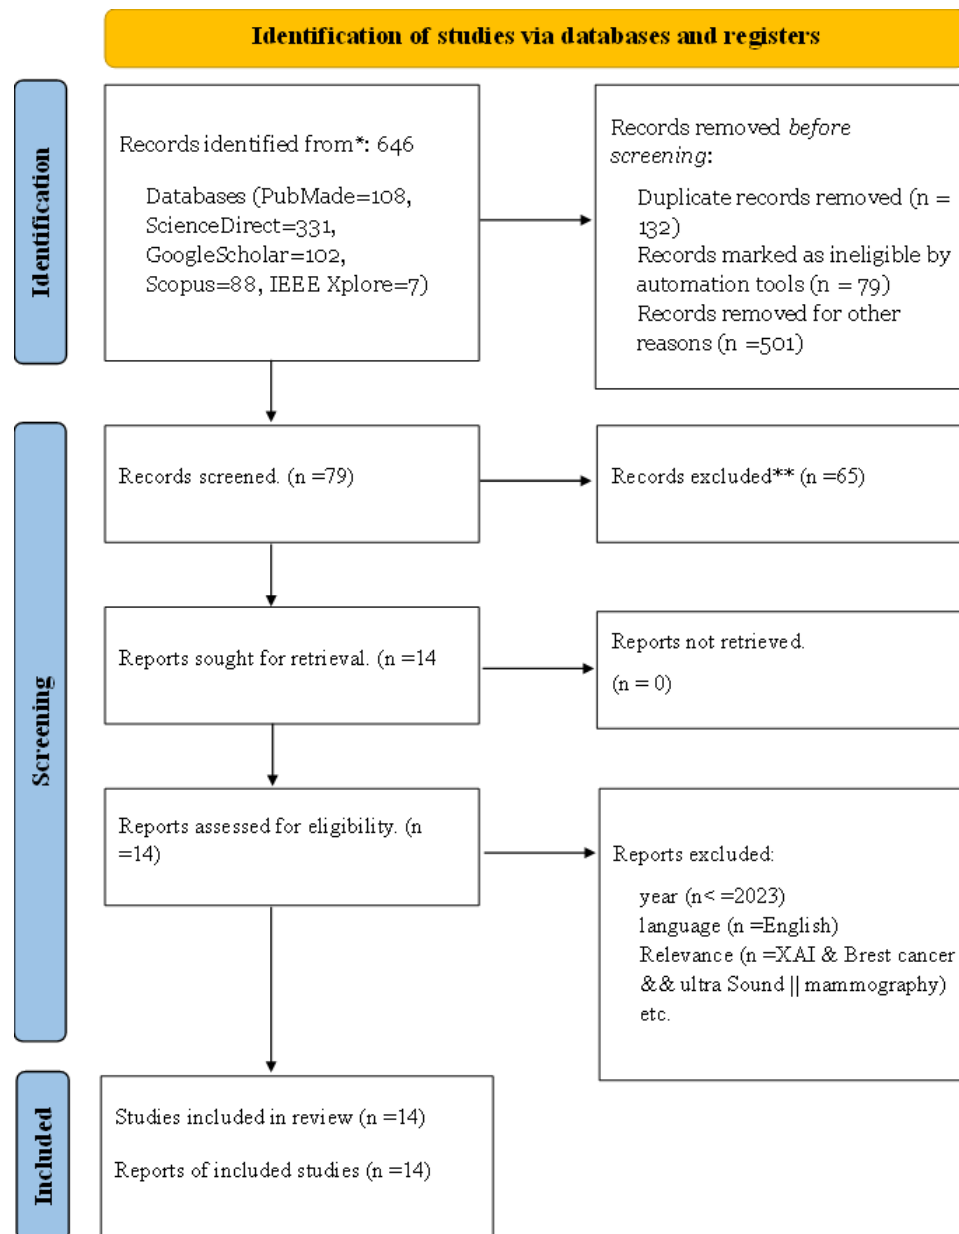 Identification of studies via databases and registers
Identification
Records identified from*: 646
Databases (PubMade=108,
ScienceDirect=331,
GoogleScholar=102,
Scopus=88, IEEE Xplore=7)
Records removed before
screening:
Duplicate records removed (n =
132)
Records marked as ineligible by
automation tools (n = 79)
Records removed for other
reasons (n =501)
Screening
Records screened. (n =79)
Records excluded** (n =65)
Reports sought for retrieval. (n =14
Reports not retrieved.
(n = 0)
Reports assessed for eligibility. (n
=14)
Reports excluded:
year (n< =2023)
language (n =English)
Relevance (n =XAI & Brest cancer
&& ultra Sound || mammography)
etc.
Included
Studies included in review (n =14)
Reports of included studies (n =14)